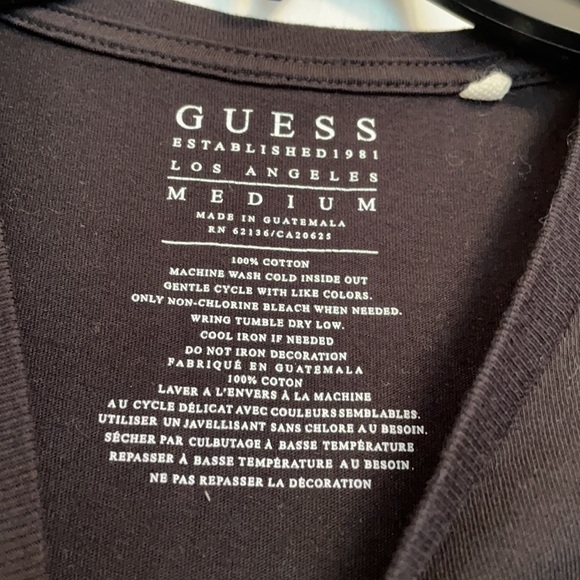 GUESS
ESTABLISHED 1981
LOS ANGELES
MEDIUM
MADE IN GUATEMALA
RN 62136/CA20625
100% COTTON
MACHINE WASH COLD INSIDE OUT
GENTLE CYCLE WITH LIKE COLORS.
ONLY NON-CHLORINE BLEACH WHEN NEEDED.
WRING TUMBLE DRY LOW.
COOL IRON IF NEEDED
DO NOT IRON DECORATION
FABRIQUÉ EN GUATEMALA
100% COTON
LAVER A L'ENVERS À LA MACHINE
AU CYCLE DÉLICAT AVEC COULEURS SEMBLABLES.
UTILISER UN JAVELLISANT SANS CHLORE AU BESOIN.
SÉCHER PAR CULBUTAGE À BASSE TEMPÉRATURE
REPASSER À BASSE TEMPÉRATURE AU BESOIN.
NE PAS REPASSER LA DÉCORATION